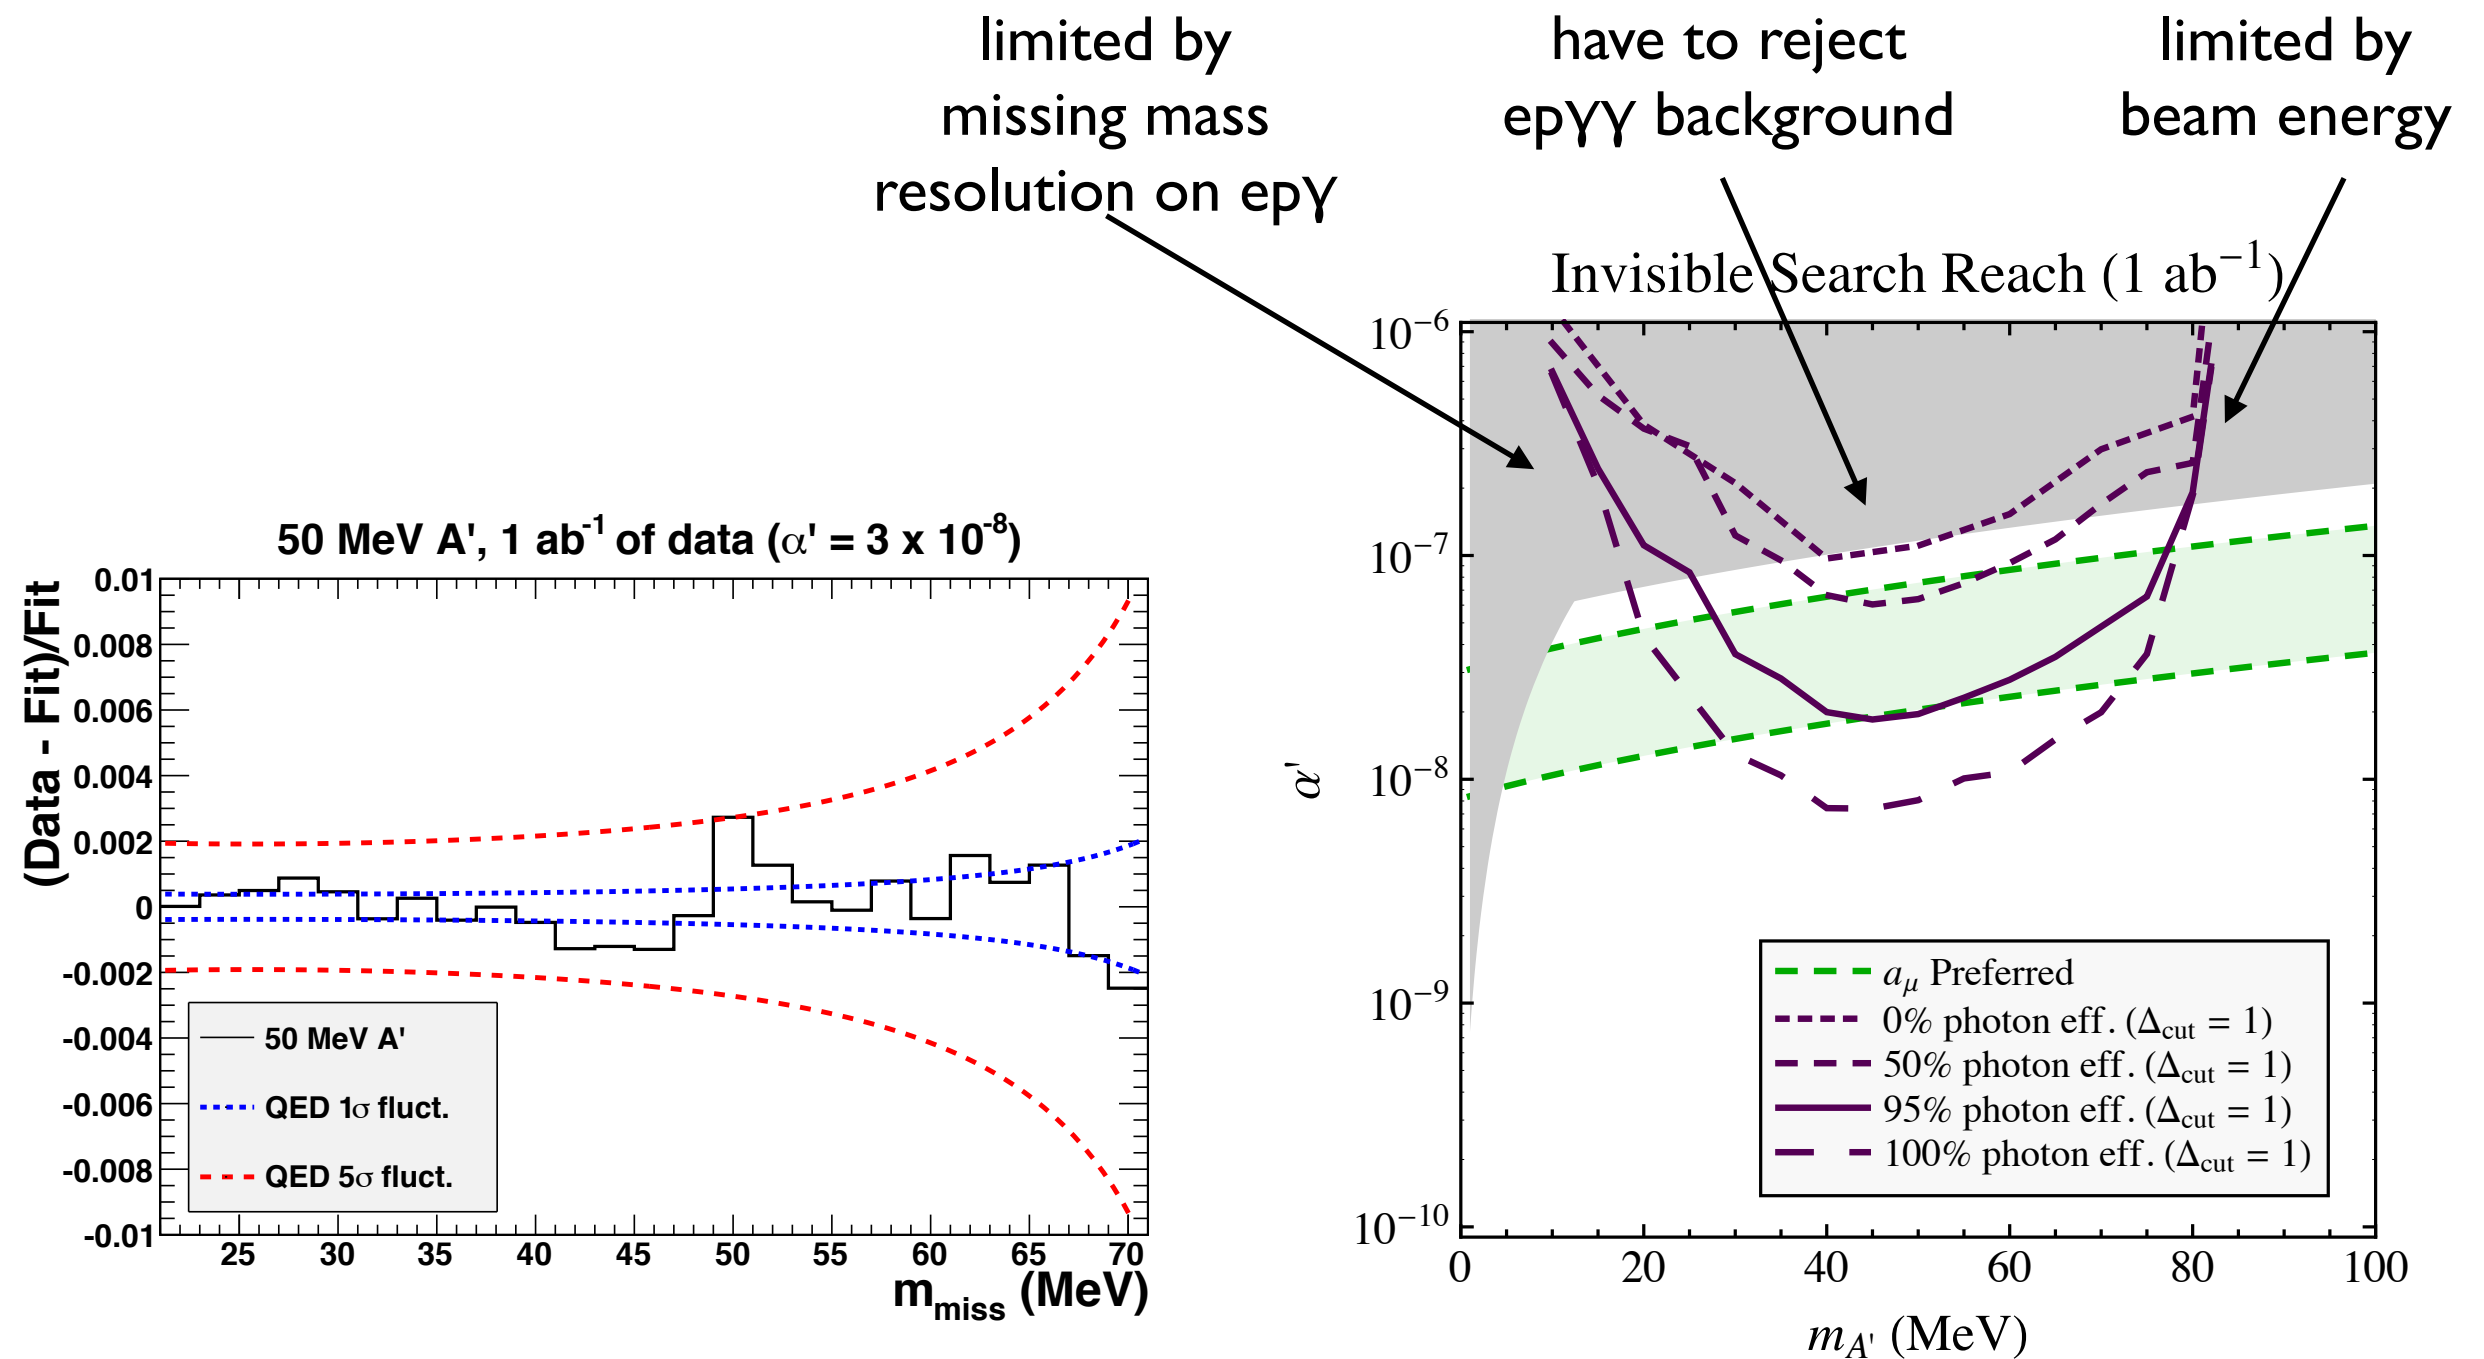 limited by
missing mass
resolution on epγ
have to reject
epγγ background
limited by
beam energy
50 MeV A', 1 ab⁻¹ of data (α' = 3 x 10⁻⁸)
(Data - Fit)/Fit
0.01
0.008
0.006
0.004
0.002
0
-0.002
-0.004
-0.006
-0.008
-0.01
50 MeV A'
QED 1σ fluct.
QED 5σ fluct.
25 30 35 40 45 50 55 60 65 70
m_miss (MeV)
Invisible Search Reach (1 ab⁻¹)
α'
10⁻⁶
10⁻⁷
10⁻⁸
10⁻⁹
10⁻¹⁰
a_μ Preferred
0% photon eff. (Δ_cut = 1)
50% photon eff. (Δ_cut = 1)
95% photon eff. (Δ_cut = 1)
100% photon eff. (Δ_cut = 1)
0 20 40 60 80 100
m_A' (MeV)